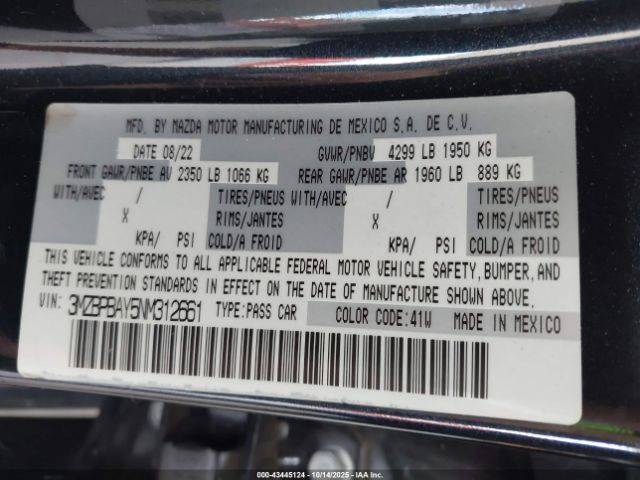 MFD. BY MAZDA MOTOR MANUFACTURING DE MEXICO S.A. DE C.V.
DATE 08/22 GVWR/PNBV 4299 LB 1950 KG
FRONT GAWR/PNBE AV 2350 LB 1066 KG REAR GAWR/PNBE AR 1960 LB 889 KG
WITH/AVEC / TIRES/PNEUS WITH/AVEC / TIRES/PNEUS
X RIMS/JANTES X RIMS/JANTES
KPA/ PSI COLD/A FROID KPA/ PSI COLD/A FROID
THIS VEHICLE CONFORMS TO ALL APPLICABLE FEDERAL MOTOR VEHICLE SAFETY, BUMPER, AND
THEFT PREVENTION STANDARDS IN EFFECT ON THE DATE OF MANUFACTURE SHOWN ABOVE.
VIN: 3MZBPBAY5NM312661 TYPE:PASS CAR COLOR CODE:41W MADE IN MEXICO
000-43445124 | 10/14/2025 | IAA Inc.